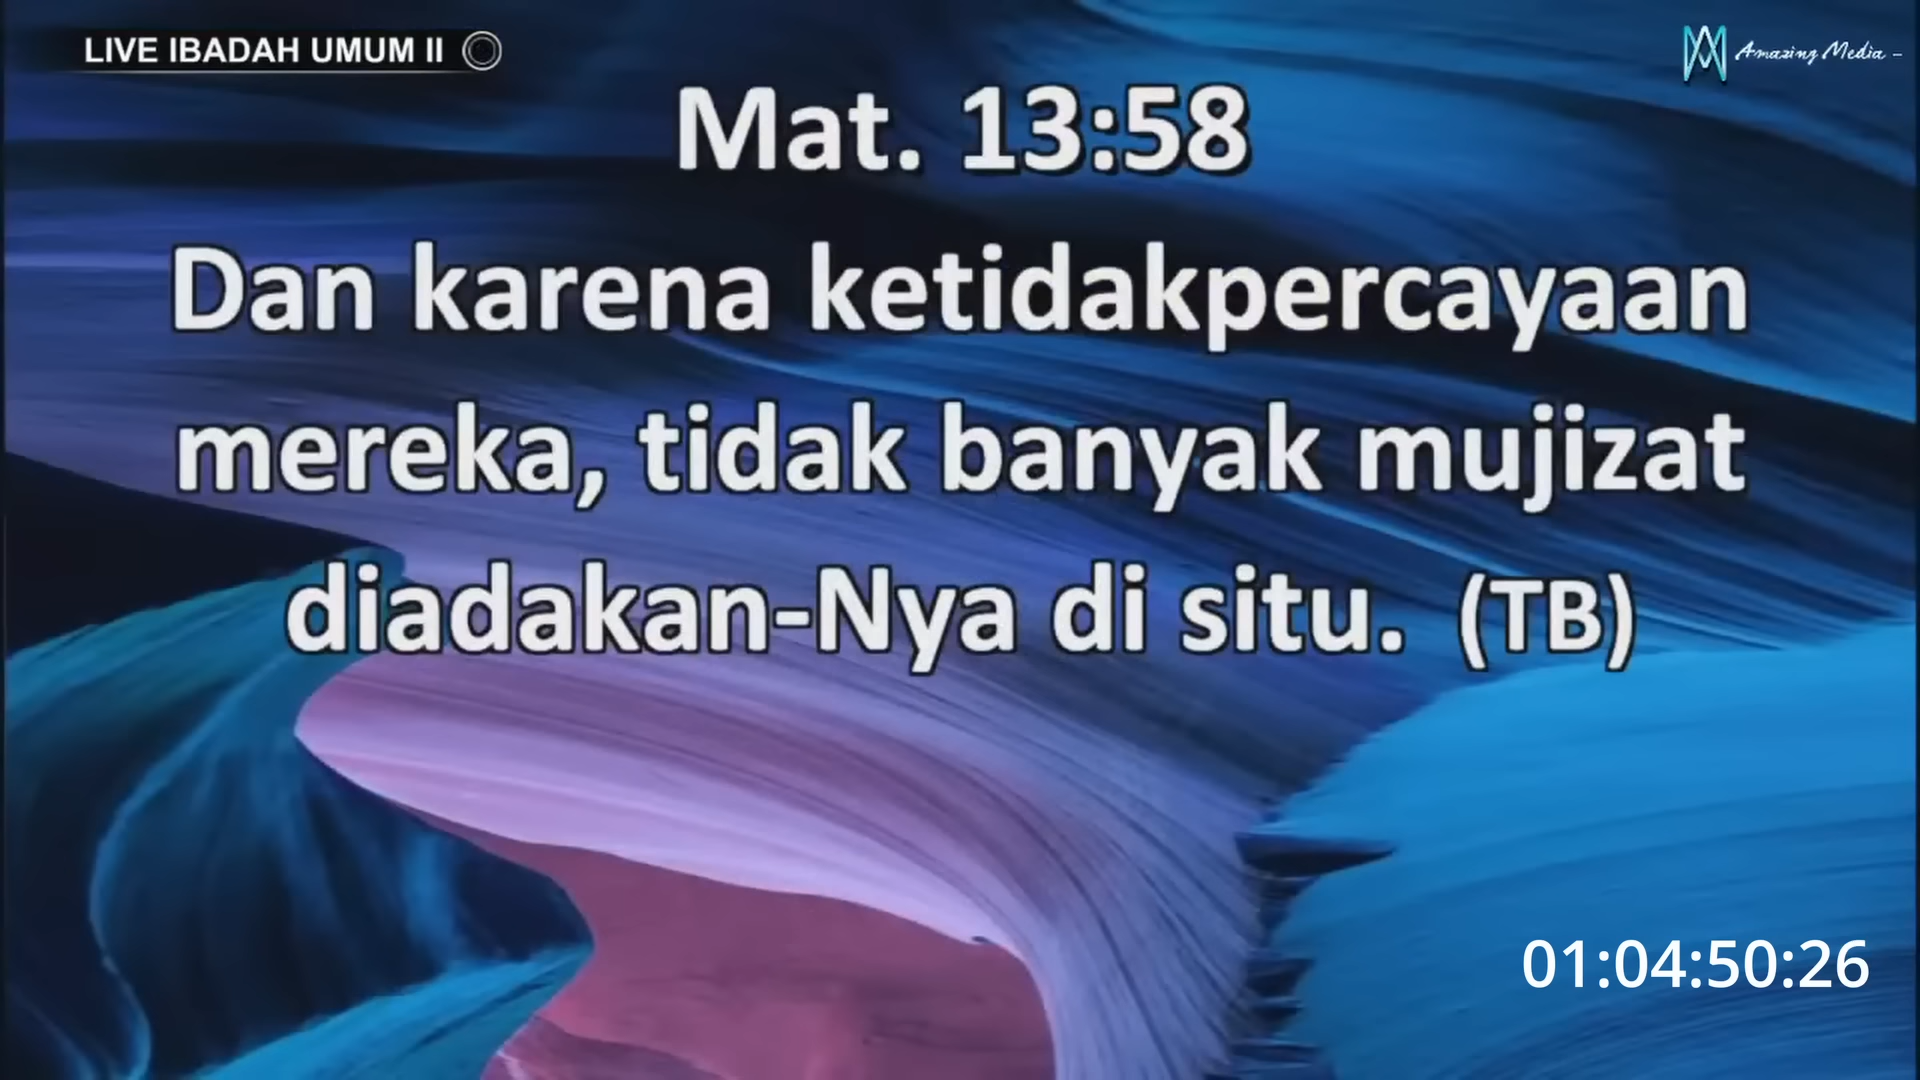 LIVE IBADAH UMUM II
Amazing Media -
Mat. 13:58
Dan karena ketidakpercayaan
mereka, tidak banyak mujizat
diadakan-Nya di situ. (TB)
01:04:50:26